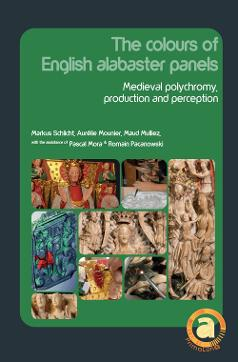 The colours of
English alabaster panels
Medieval polychromy,
production and perception
Markus Schlicht, Aurélie Mounier, Maud Mulliez,
with the assistance of Pascal Mora & Romain Pacanowski
a